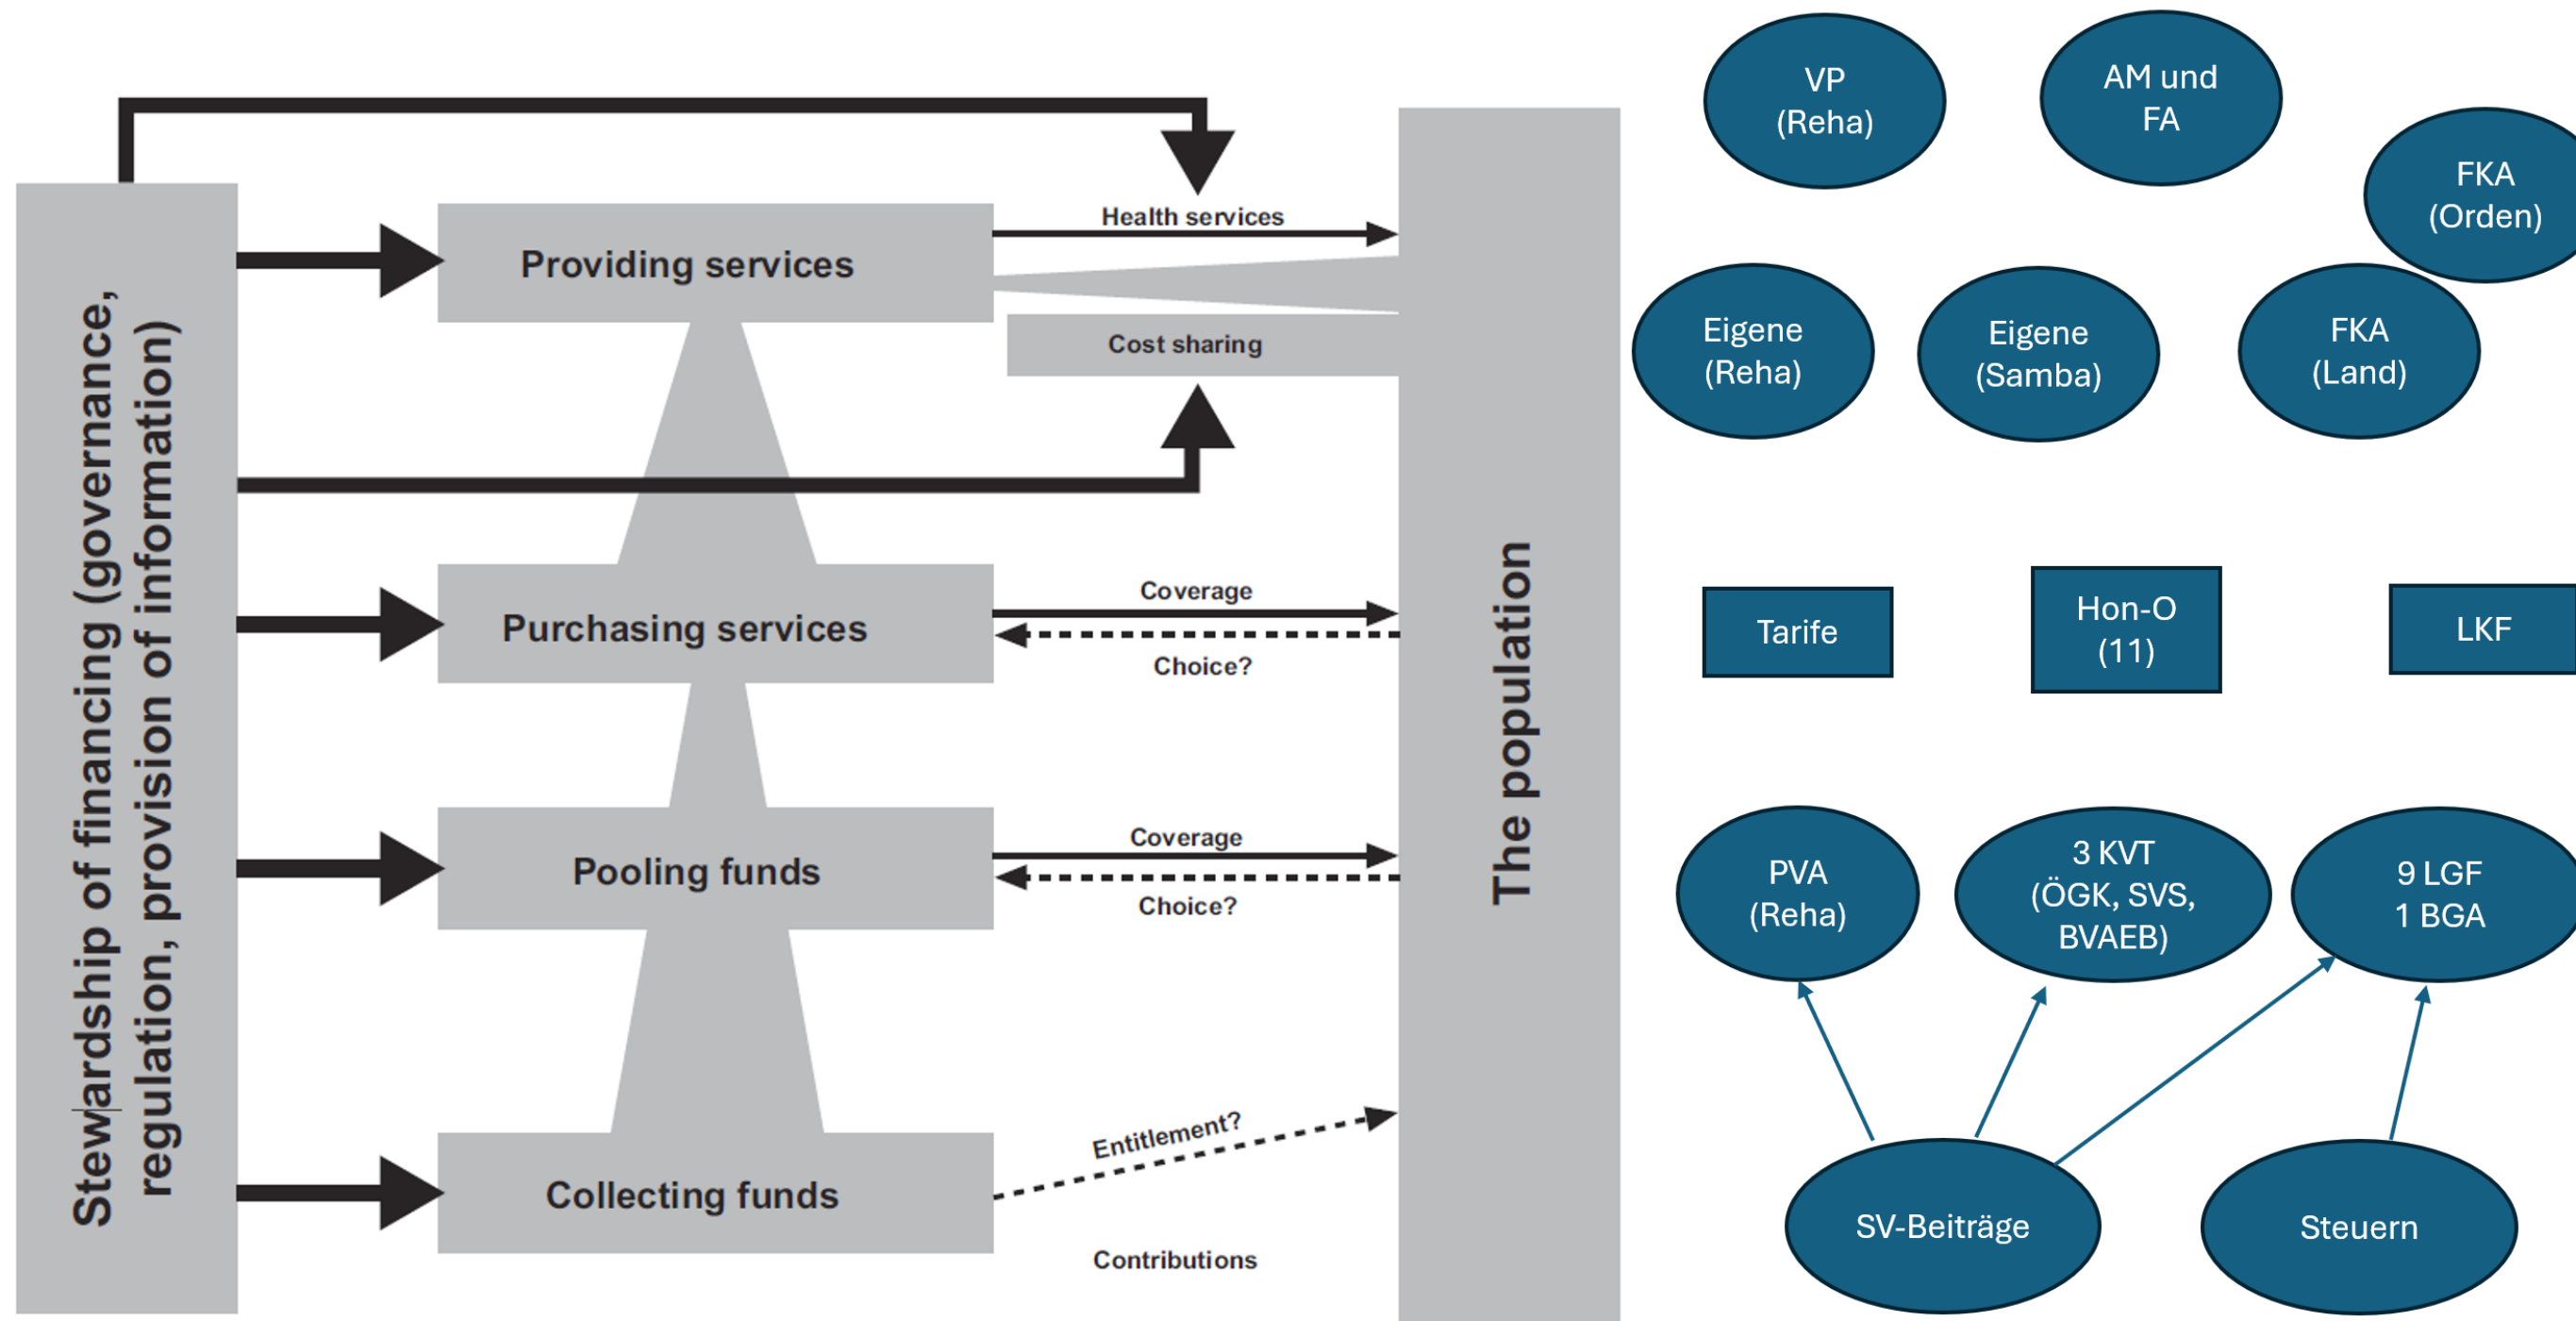 Stewardship of financing (governance,
regulation, provision of information)
Providing services
Health services
Cost sharing
Purchasing services
Coverage
Choice?
Pooling funds
Coverage
Choice?
Collecting funds
Entitlement?
Contributions
The population
VP
(Reha)
AM und
FA
FKA
(Orden)
Eigene
(Reha)
Eigene
(Samba)
FKA
(Land)
Tarife
Hon-O
(11)
LKF
PVA
(Reha)
3 KVT
(ÖGK, SVS,
BVAEB)
9 LGF
1 BGA
SV-Beiträge
Steuern